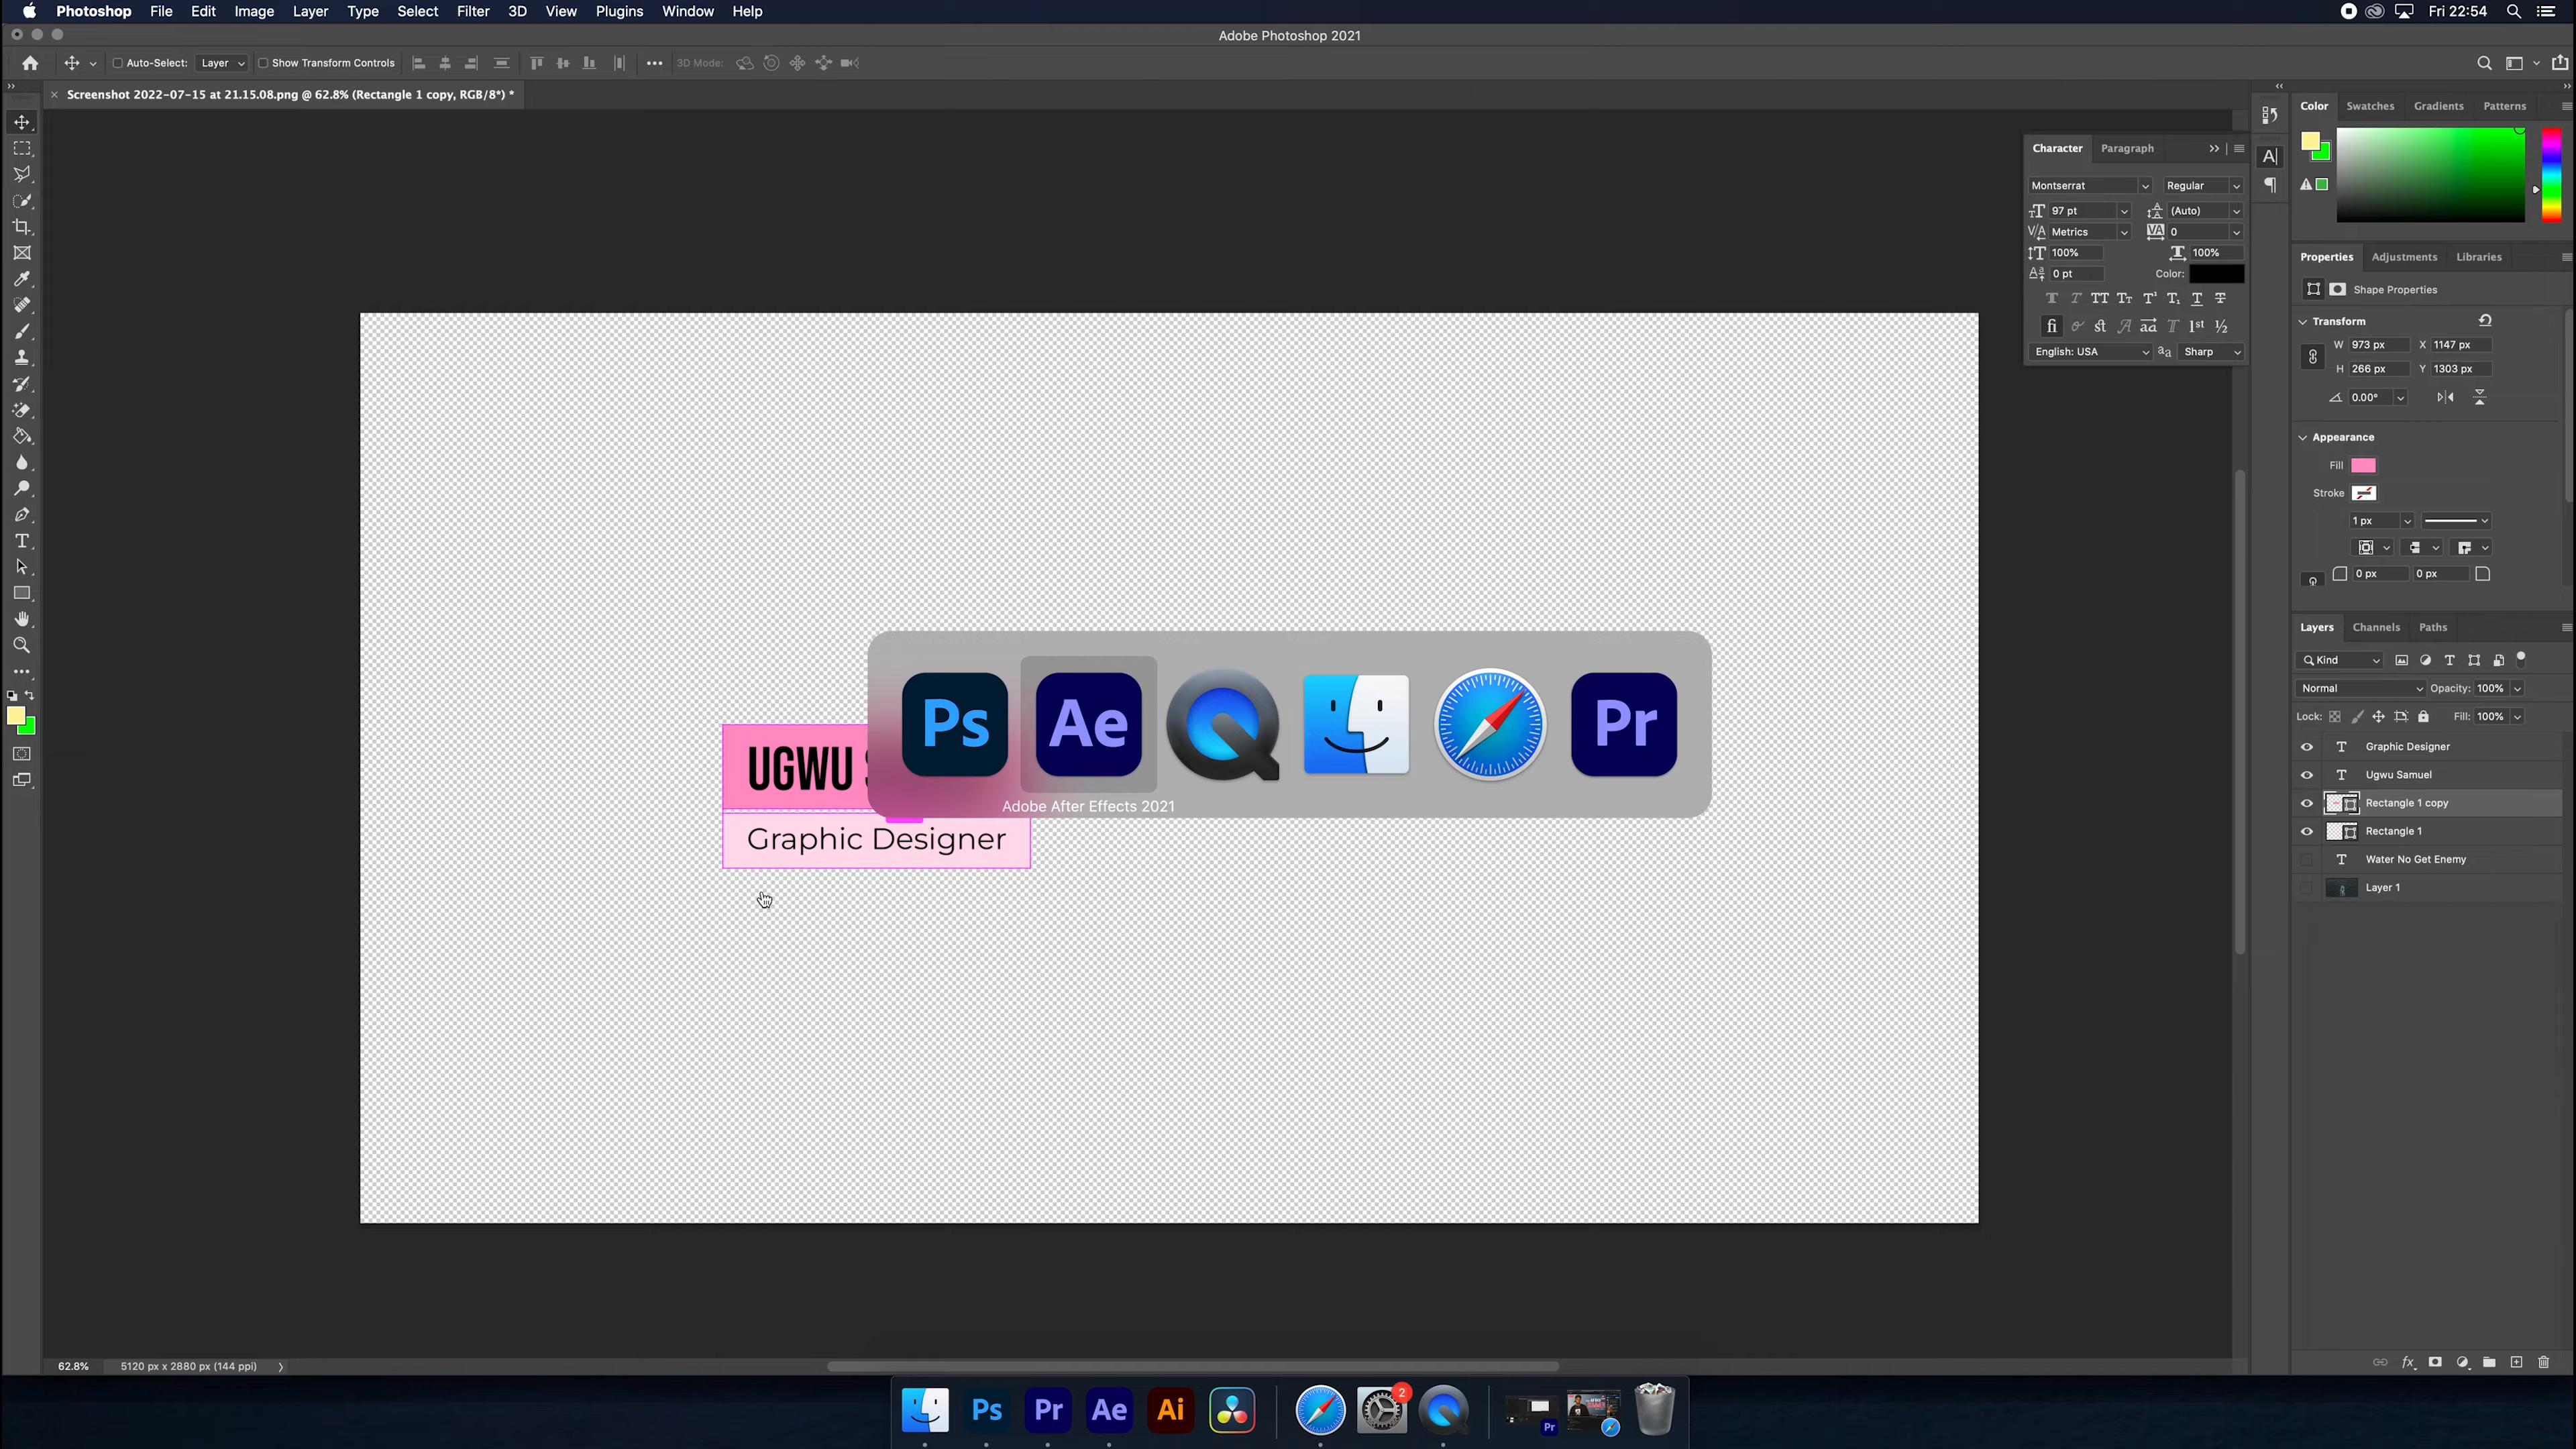 Photoshop File Edit Image Layer Type Select Filter 3D View Plugins Window Help Fri 22:54
Adobe Photoshop 2021
Auto-Select: Layer Show Transform Controls 3D Mode:
Screenshot 2022-07-15 at 21.15.08.png @ 62.8% (Rectangle 1 copy, RGB/8*) *
Color Swatches Gradients Patterns
Character Paragraph
Montserrat Regular
97 pt (Auto)
Metrics 0
100% 100%
0 pt Color:
English: USA Sharp
Properties Adjustments Libraries
Shape Properties
Transform
W 973 px X 1147 px
H 266 px Y 1303 px
0.00°
Appearance
Fill
Stroke
1 px
0 px 0 px
Layers Channels Paths
Kind
Normal Opacity: 100%
Lock: Fill: 100%
Graphic Designer
Ugwu Samuel
Rectangle 1 copy
Rectangle 1
Water No Get Enemy
Layer 1
UGWU S
Graphic Designer
Ps Ae Pr
Adobe After Effects 2021
62.8% 5120 px x 2880 px (144 ppi)
Ps Pr Ae Ai 2 Pr